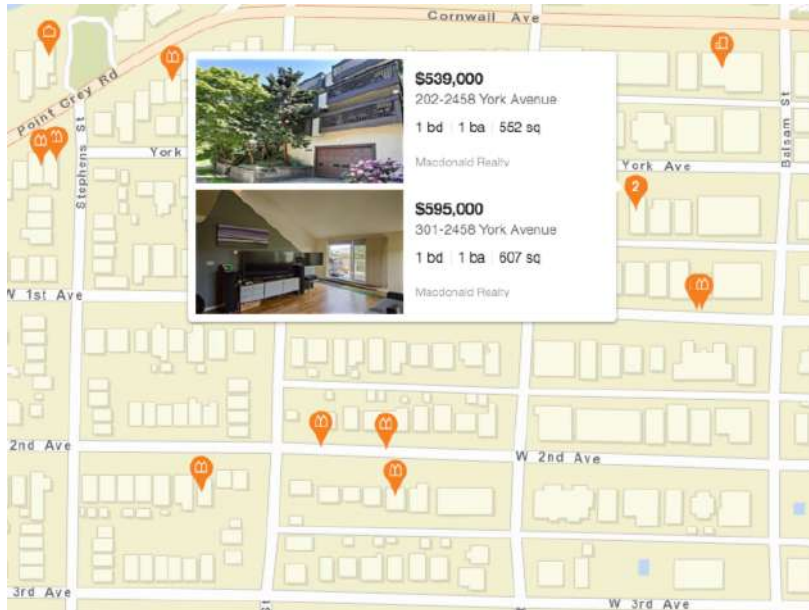 Cornwall Ave
Point Grey Rd
Stephens St
York
$539,000
202-2458 York Avenue
1 bd 1 ba 552 sq
Macdonald Realty
$595,000
301-2458 York Avenue
1 bd 1 ba 607 sq
Macdonald Realty
York Ave
Balsam st
2
W 1st Ave
2nd Ave
W 2nd Ave
3rd Ave
st
W 3rd Ave